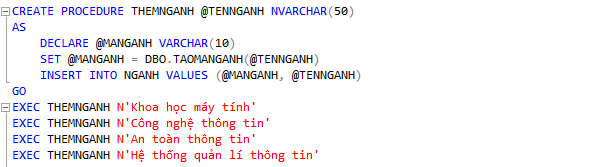 CREATE PROCEDURE THEMNGANH @TENNGANH NVARCHAR(50)
AS
DECLARE @MANGANH VARCHAR(10)
SET @MANGANH = DBO.TAOMANGANH(@TENNGANH)
INSERT INTO NGANH VALUES (@MANGANH, @TENNGANH)
GO
EXEC THEMNGANH N'Khoa học máy tính'
EXEC THEMNGANH N'Công nghệ thông tin'
EXEC THEMNGANH N'An toàn thông tin'
EXEC THEMNGANH N'Hệ thống quản lí thông tin'